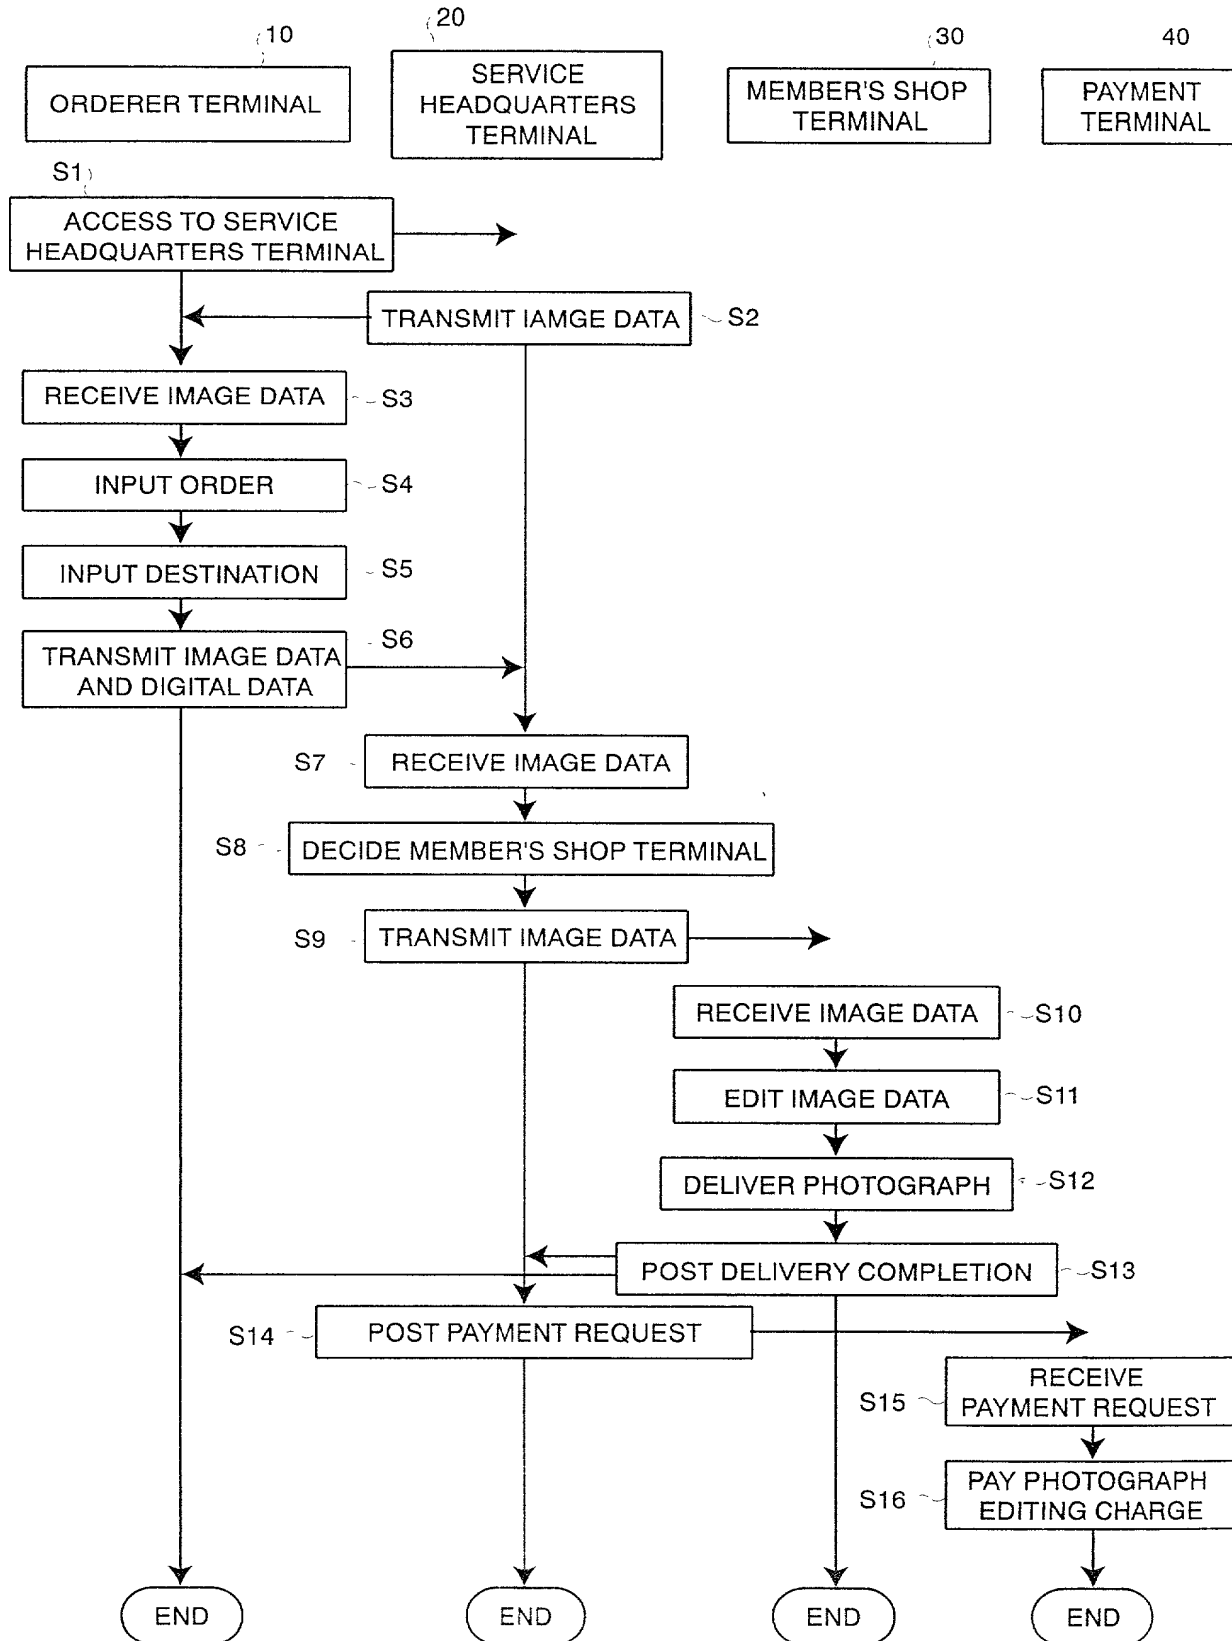 10
20
30
40
ORDERER TERMINAL
SERVICE
HEADQUARTERS
TERMINAL
MEMBER'S SHOP
TERMINAL
PAYMENT
TERMINAL
S1
ACCESS TO SERVICE
HEADQUARTERS TERMINAL
TRANSMIT IAMGE DATA
S2
RECEIVE IMAGE DATA
S3
INPUT ORDER
S4
INPUT DESTINATION
S5
TRANSMIT IMAGE DATA
AND DIGITAL DATA
S6
S7
RECEIVE IMAGE DATA
S8
DECIDE MEMBER'S SHOP TERMINAL
S9
TRANSMIT IMAGE DATA
RECEIVE IMAGE DATA
S10
EDIT IMAGE DATA
S11
DELIVER PHOTOGRAPH
S12
POST DELIVERY COMPLETION
S13
S14
POST PAYMENT REQUEST
S15
RECEIVE
PAYMENT REQUEST
S16
PAY PHOTOGRAPH
EDITING CHARGE
END
END
END
END